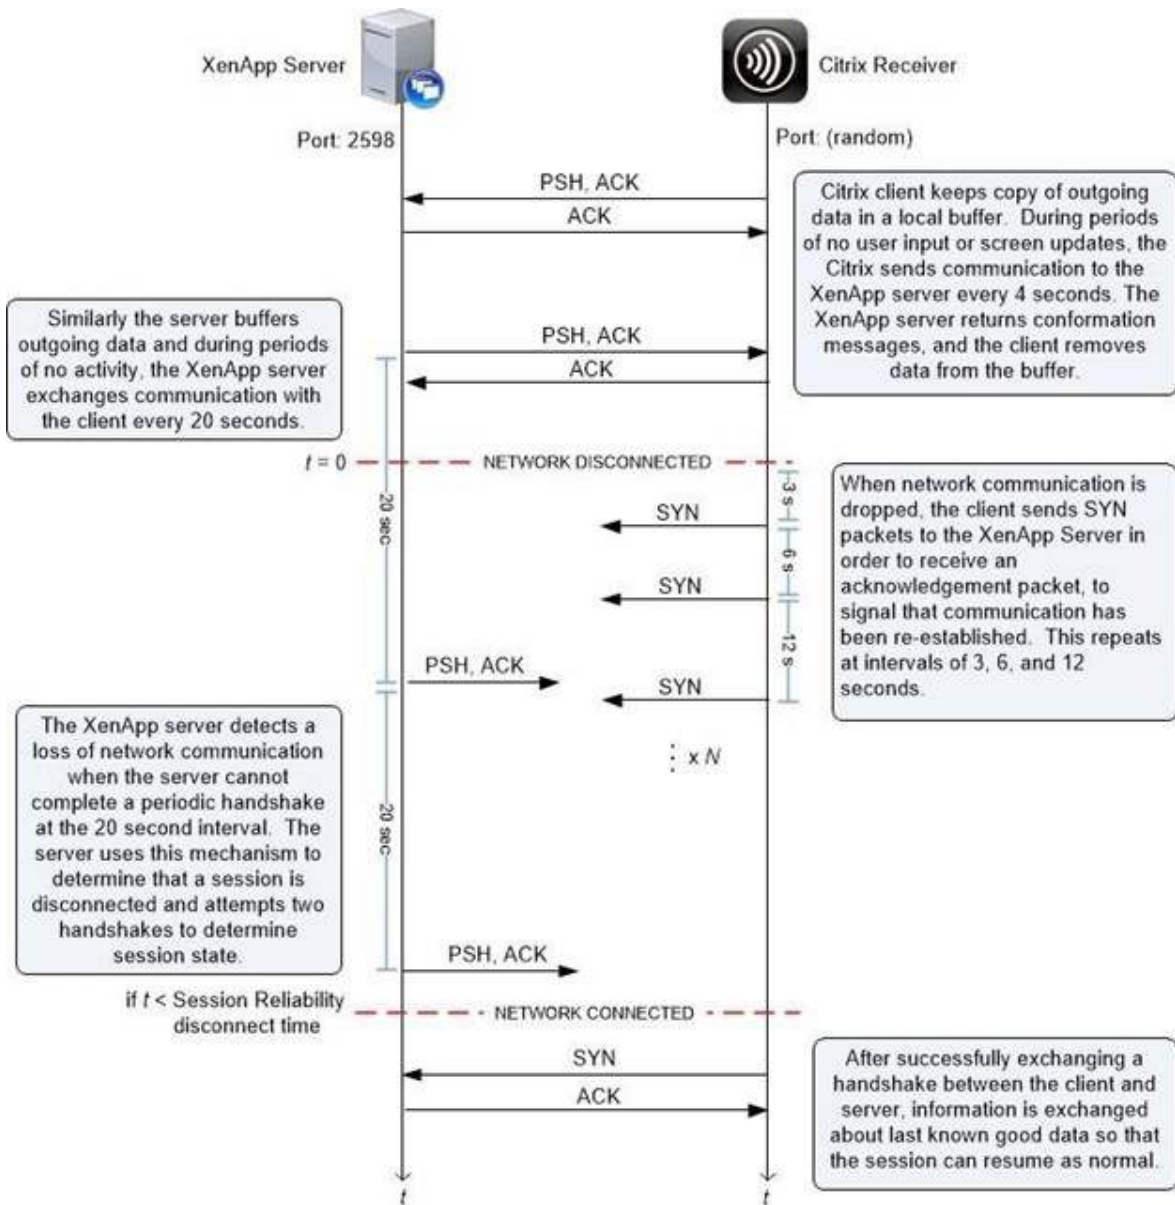 XenApp Server
Citrix Receiver
Port: 2598
Port: (random)
PSH, ACK
ACK
Citrix client keeps copy of outgoing
data in a local buffer. During periods
of no user input or screen updates, the
Citrix sends communication to the
XenApp server every 4 seconds. The
XenApp server returns conformation
messages, and the client removes
data from the buffer.
Similarly the server buffers
outgoing data and during periods
of no activity, the XenApp server
exchanges communication with
the client every 20 seconds.
PSH, ACK
ACK
t = 0
NETWORK DISCONNECTED
20 sec
3 s
SYN
6 s
SYN
12 s
When network communication is
dropped, the client sends SYN
packets to the XenApp Server in
order to receive an
acknowledgement packet, to
signal that communication has
been re-established. This repeats
at intervals of 3, 6, and 12
seconds.
PSH, ACK
SYN
The XenApp server detects a
loss of network communication
when the server cannot
complete a periodic handshake
at the 20 second interval. The
server uses this mechanism to
determine that a session is
disconnected and attempts two
handshakes to determine
session state.
x N
20 sec
PSH, ACK
if t < Session Reliability
disconnect time
NETWORK CONNECTED
SYN
ACK
After successfully exchanging a
handshake between the client and
server, information is exchanged
about last known good data so that
the session can resume as normal.
t
t